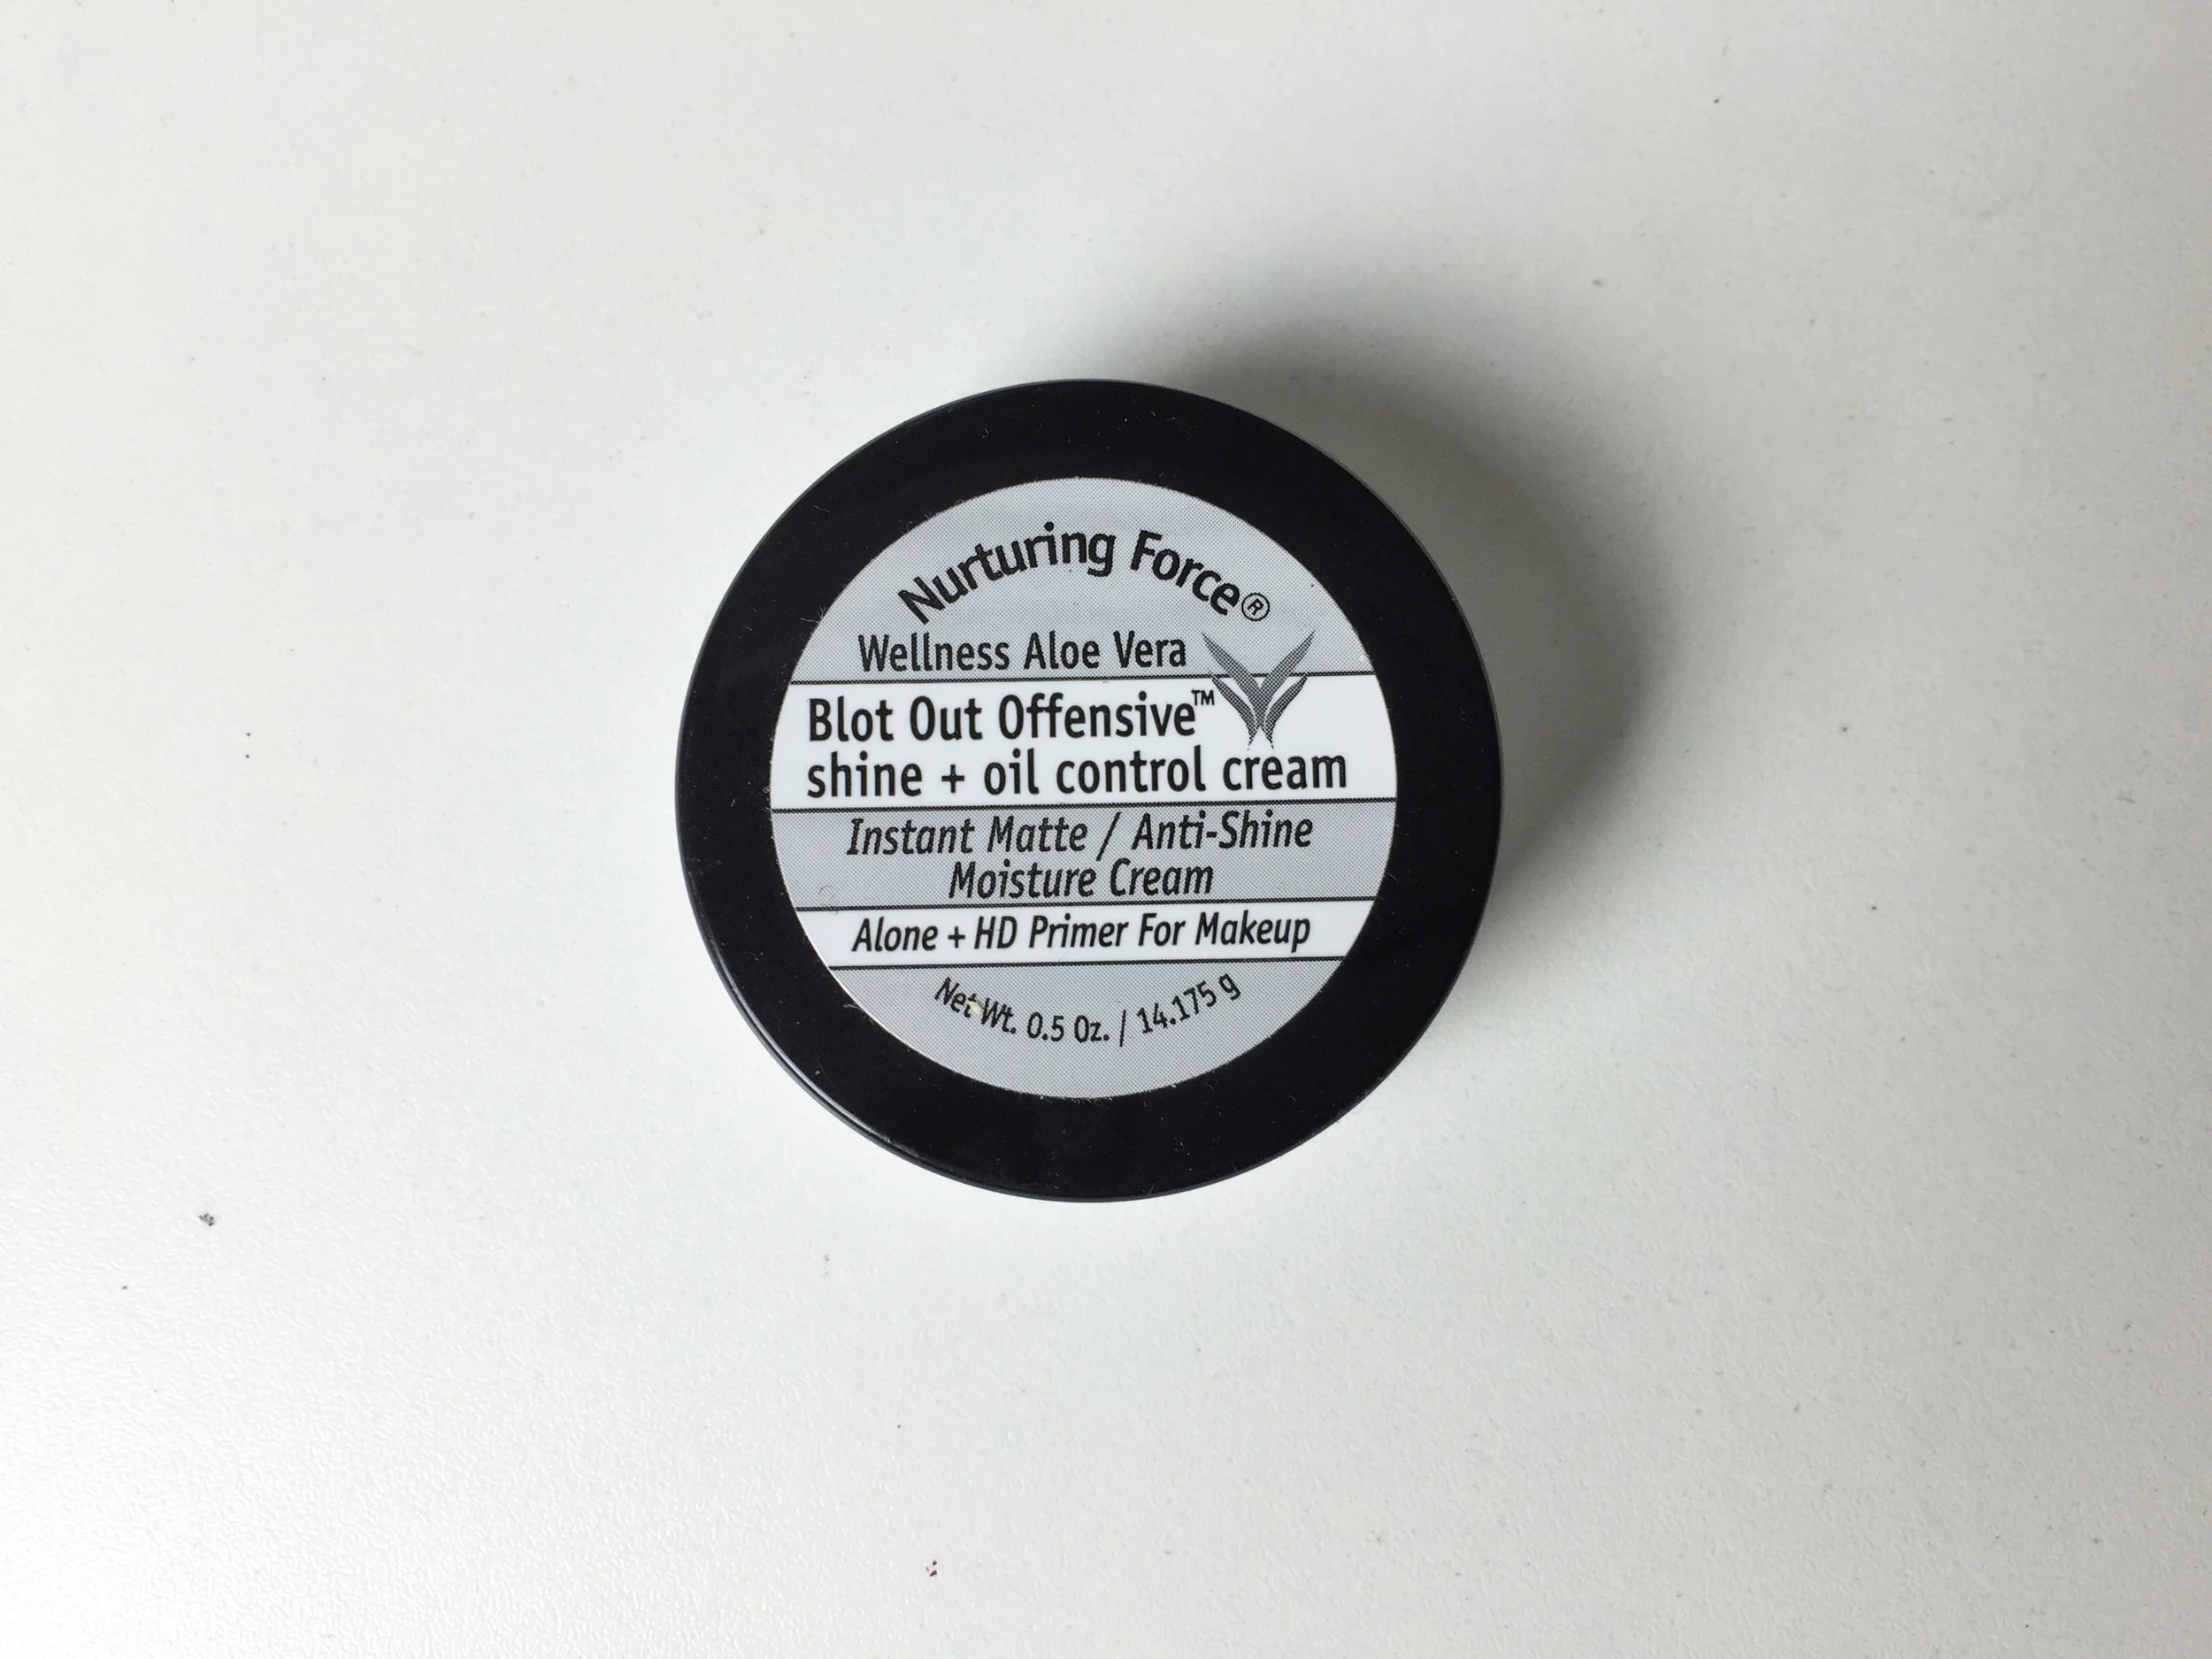 Nurturing Force®
Wellness Aloe Vera
Blot Out Offensive™
shine + oil control cream
Instant Matte / Anti-Shine
Moisture Cream
Alone + HD Primer For Makeup
Net Wt. 0.5 Oz. / 14.175 g